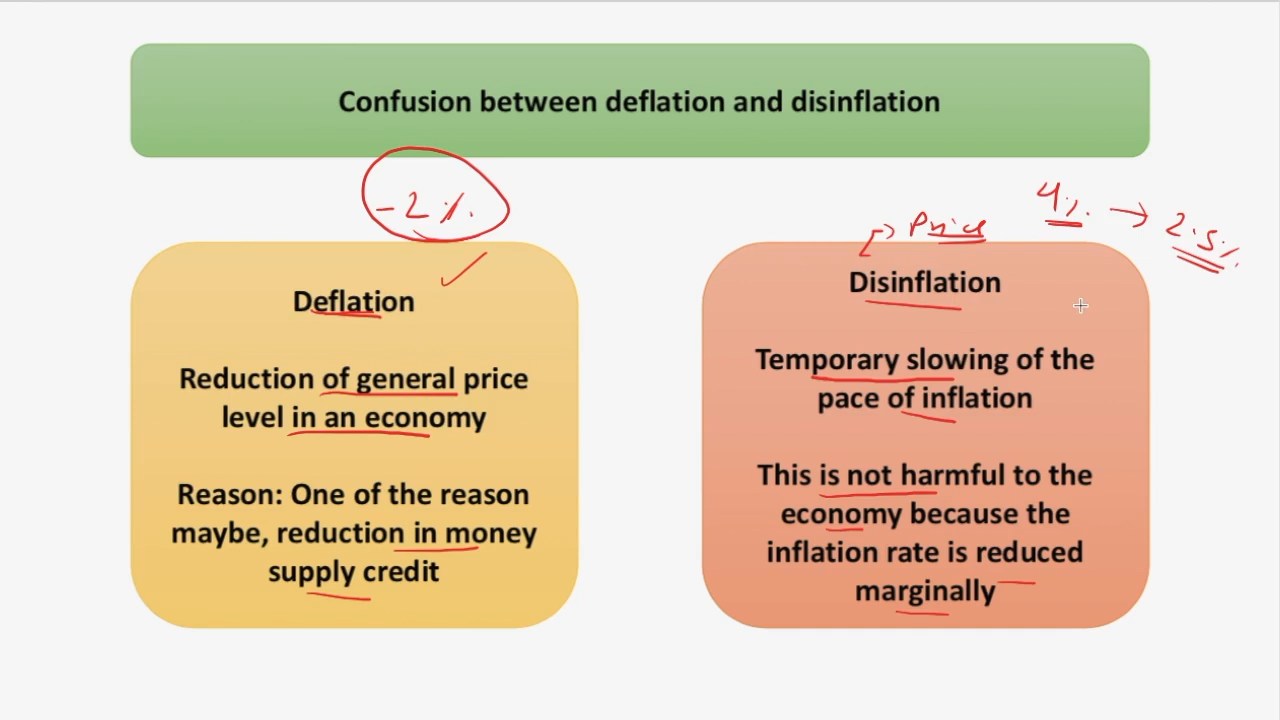 Confusion between deflation and disinflation
-2%
Price
4% → 2.5%
Deflation
Reduction of general price
level in an economy
Reason: One of the reason
maybe, reduction in money
supply credit
Disinflation
Temporary slowing of the
pace of inflation
This is not harmful to the
economy because the
inflation rate is reduced
marginally